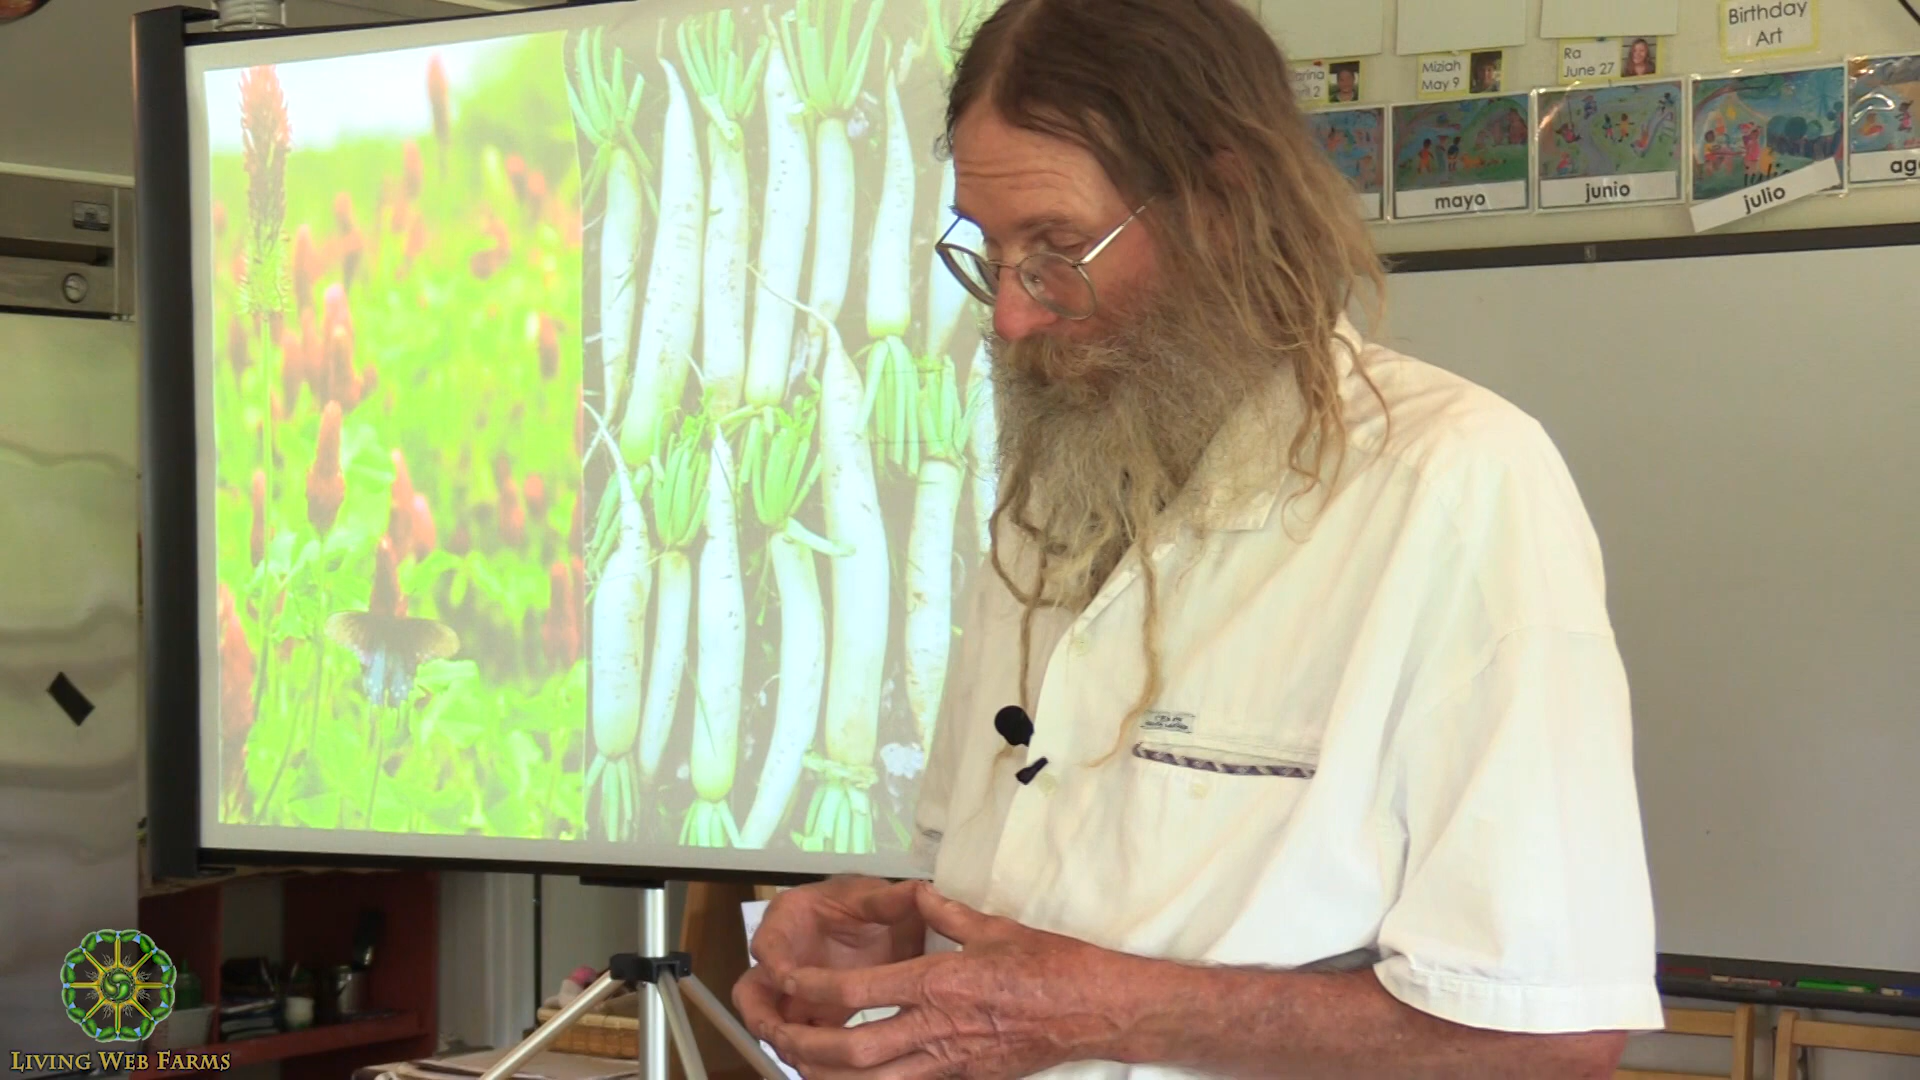 Birthday
Art
Miziah
May 9
Ra
June 27
mayo
junio
julio
LIVING WEB FARMS